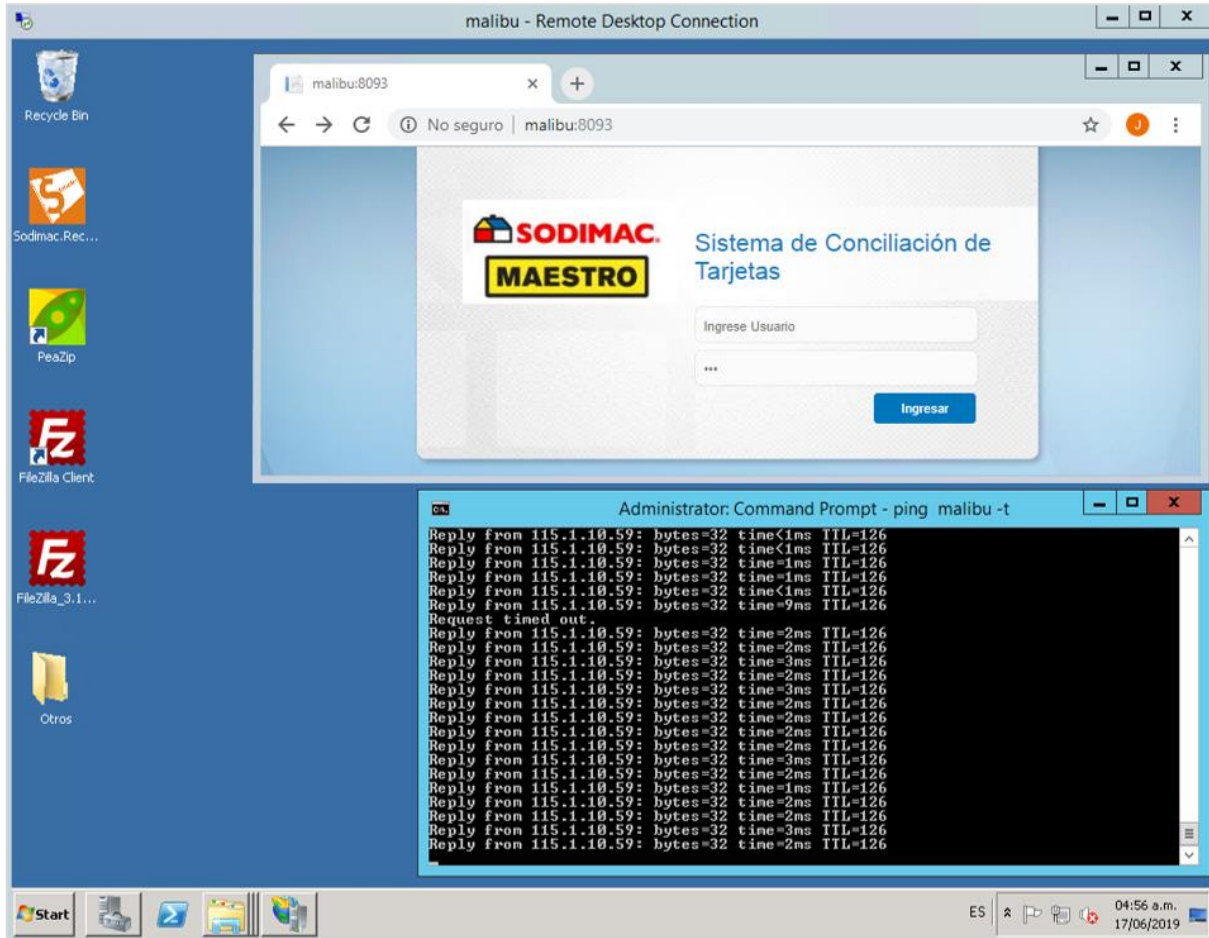 malibu - Remote Desktop Connection
Recycle Bin
Sodimac.Rec...
PeaZip
FileZilla Client
FileZilla_3.1...
Otros
malibu:8093
No seguro | malibu:8093
J
SODIMAC.
MAESTRO
Sistema de Conciliación de
Tarjetas
Ingrese Usuario
•••
Ingresar
Administrator: Command Prompt - ping malibu -t
Reply from 115.1.10.59: bytes=32 time<1ms TTL=126
Reply from 115.1.10.59: bytes=32 time<1ms TTL=126
Reply from 115.1.10.59: bytes=32 time=1ms TTL=126
Reply from 115.1.10.59: bytes=32 time=1ms TTL=126
Reply from 115.1.10.59: bytes=32 time<1ms TTL=126
Reply from 115.1.10.59: bytes=32 time=9ms TTL=126
Request timed out.
Reply from 115.1.10.59: bytes=32 time=2ms TTL=126
Reply from 115.1.10.59: bytes=32 time=2ms TTL=126
Reply from 115.1.10.59: bytes=32 time=3ms TTL=126
Reply from 115.1.10.59: bytes=32 time=2ms TTL=126
Reply from 115.1.10.59: bytes=32 time=3ms TTL=126
Reply from 115.1.10.59: bytes=32 time=2ms TTL=126
Reply from 115.1.10.59: bytes=32 time=2ms TTL=126
Reply from 115.1.10.59: bytes=32 time=2ms TTL=126
Reply from 115.1.10.59: bytes=32 time=3ms TTL=126
Reply from 115.1.10.59: bytes=32 time=2ms TTL=126
Reply from 115.1.10.59: bytes=32 time=1ms TTL=126
Reply from 115.1.10.59: bytes=32 time=2ms TTL=126
Reply from 115.1.10.59: bytes=32 time=2ms TTL=126
Reply from 115.1.10.59: bytes=32 time=3ms TTL=126
Reply from 115.1.10.59: bytes=32 time=2ms TTL=126
Start
ES
04:56 a.m.
17/06/2019